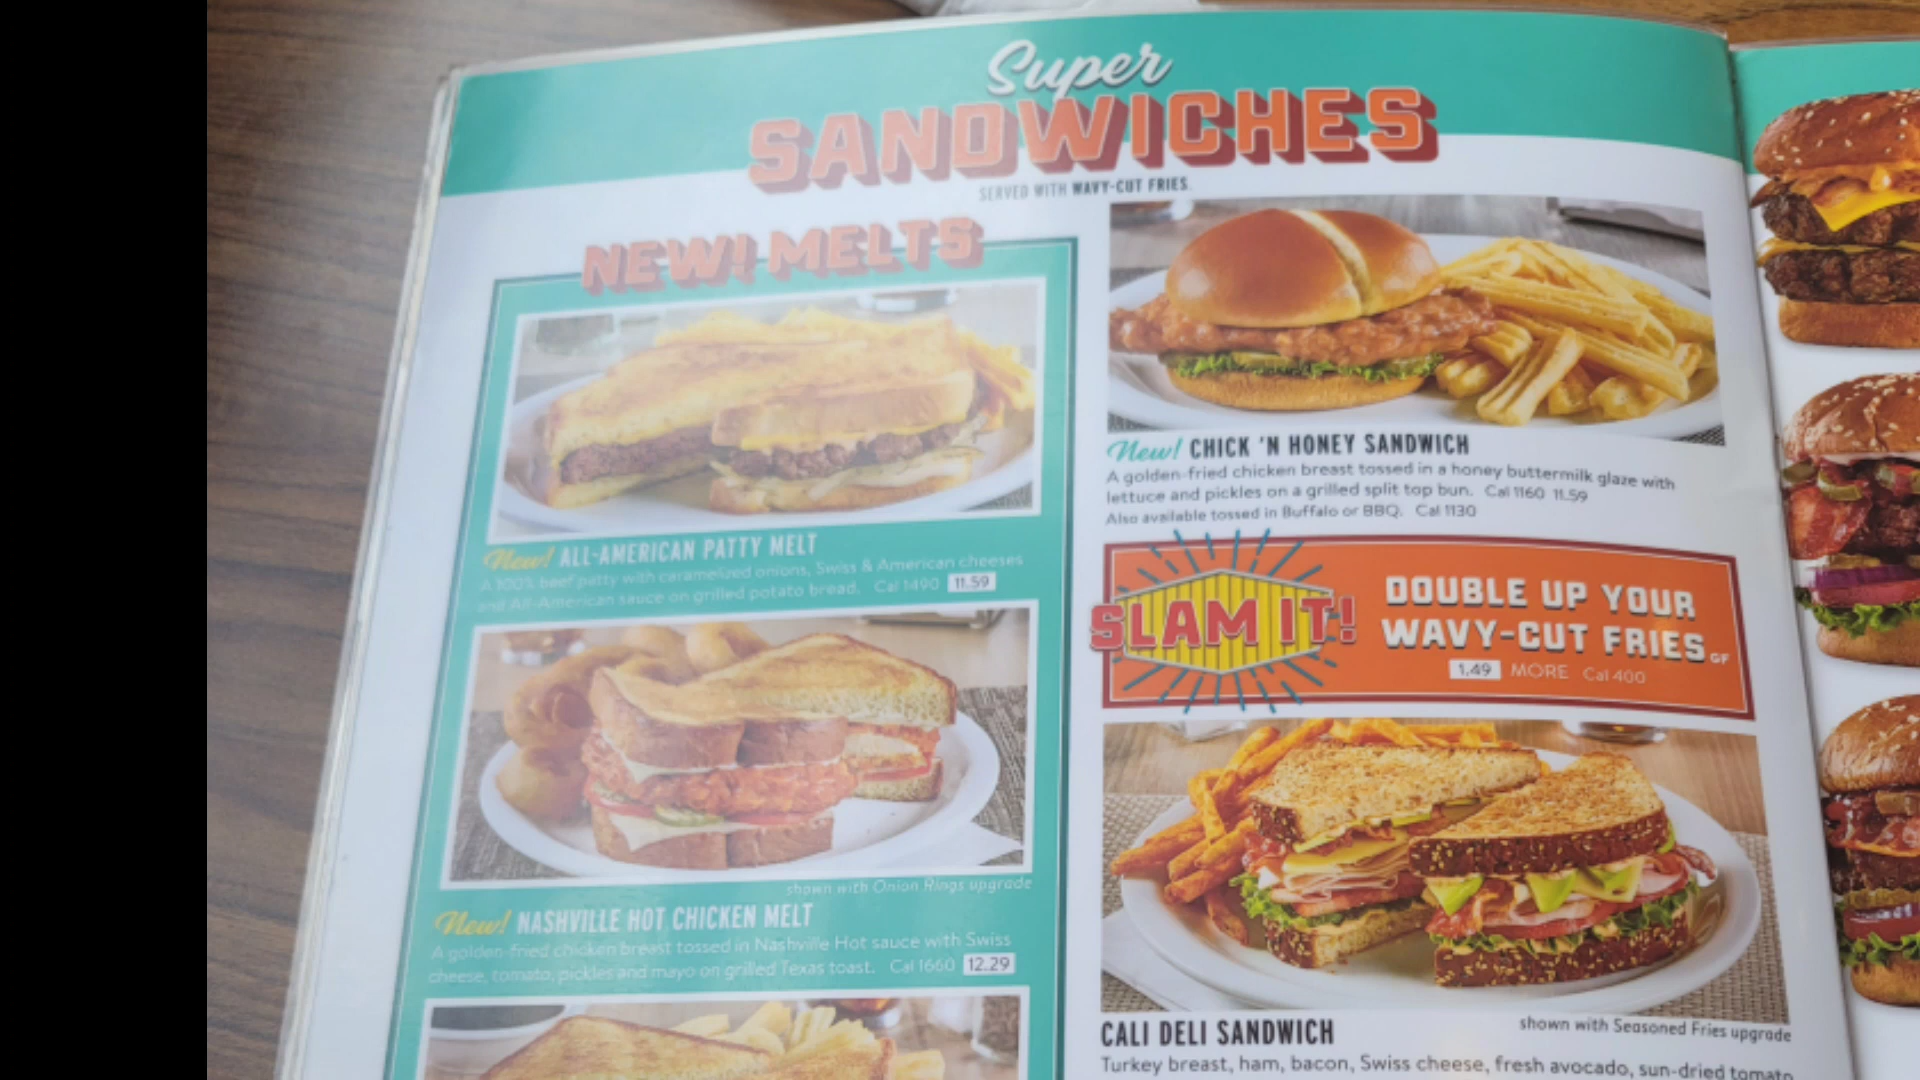 Super
SANDWICHES
SERVED WITH WAVY-CUT FRIES.
NEW! MELTS
New! ALL-AMERICAN PATTY MELT
A 100% beef patty with caramelized onions, Swiss & American cheeses
and All-American sauce on grilled potato bread. Cal 1490 11.59
shown with Onion Rings upgrade
New! NASHVILLE HOT CHICKEN MELT
A golden-fried chicken breast tossed in Nashville Hot sauce with Swiss
cheese, tomato, pickles and mayo on grilled Texas toast. Cal 1660 12.29
New! CHICK 'N HONEY SANDWICH
A golden-fried chicken breast tossed in a honey buttermilk glaze with
lettuce and pickles on a grilled split top bun. Cal 1160 11.59
Also available tossed in Buffalo or BBQ. Cal 1130
SLAM IT!
DOUBLE UP YOUR
WAVY-CUT FRIES GF
1.49 MORE Cal 400
shown with Seasoned Fries upgrade
CALI DELI SANDWICH
Turkey breast, ham, bacon, Swiss cheese, fresh avocado, sun-dried tomato